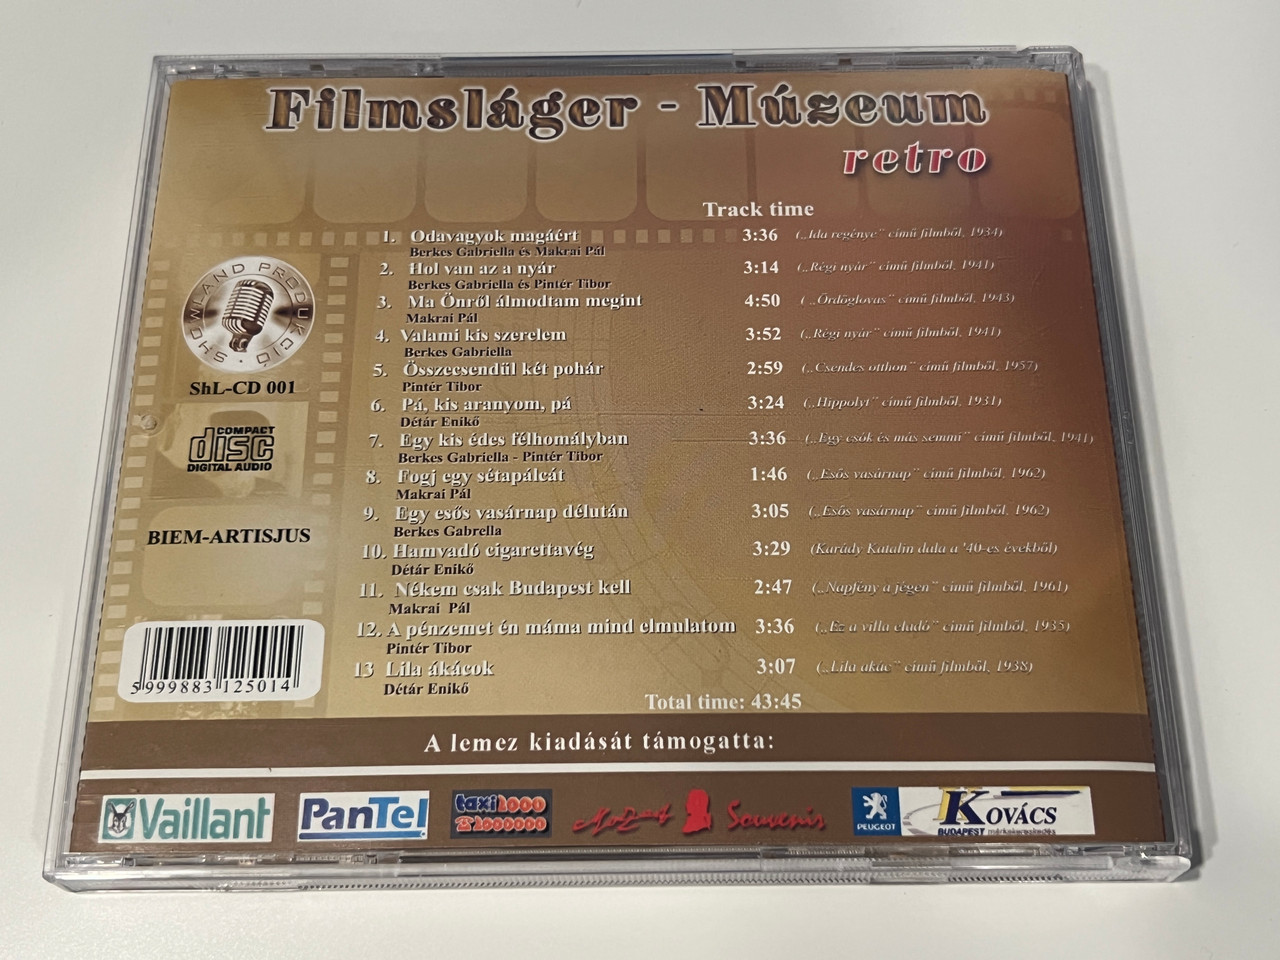 Filmsláger - Múzeum
retro
Track time
1. Odavagyok magáért 3:36 („Ida regénye" című filmből, 1934)
Berkes Gabriella és Makrai Pál
2. Hol van az a nyár 3:14 („Régi nyár" című filmből, 1941)
Berkes Gabriella és Pintér Tibor
3. Ma Önről álmodtam megint 4:50 ( „Ördöglovas" című filmből, 1943)
Makrai Pál
4. Valami kis szerelem 3:52 („Régi nyár" című filmből, 1941)
Berkes Gabriella
5. Összecsendül két pohár 2:59 („Csendes otthon" című filmből, 1957)
Pintér Tibor
6. Pá, kis aranyom, pá 3:24 („Hippolyt" című filmből, 1931)
Détár Enikő
7. Egy kis édes félhomályban 3:36 („Egy csók és más semmi" című filmből, 1941)
Berkes Gabriella - Pintér Tibor
8. Fogj egy sétapálcát 1:46 („Esős vasárnap" című filmből, 1962)
Makrai Pál
9. Egy esős vasárnap délután 3:05 („Esős vasárnap" című filmből, 1962)
Berkes Gabrella
10. Hamvadó cigarettavég 3:29 (Karády Katalin dala a '40-es évekből)
Détár Enikő
11. Nékem csak Budapest kell 2:47 („Napfény a jégen" című filmből, 1961)
Makrai Pál
12. A pénzemet én máma mind elmulatom 3:36 („Ez a villa eladó" című filmből, 1935)
Pintér Tibor
13 Lila ákácok 3:07 („Lila akác" című filmből, 1938)
Détár Enikő
Total time: 43:45
SHOWLAND PRODUKCIÓ
ShL-CD 001
COMPACT
disc
DIGITAL AUDIO
BIEM-ARTISJUS
5 999883 125014
A lemez kiadását támogatta:
Vaillant
PanTel
taxi2000
☎2000000
Mozart Souvenir
PEUGEOT
KOVÁCS
BUDAPEST márkakereskedés